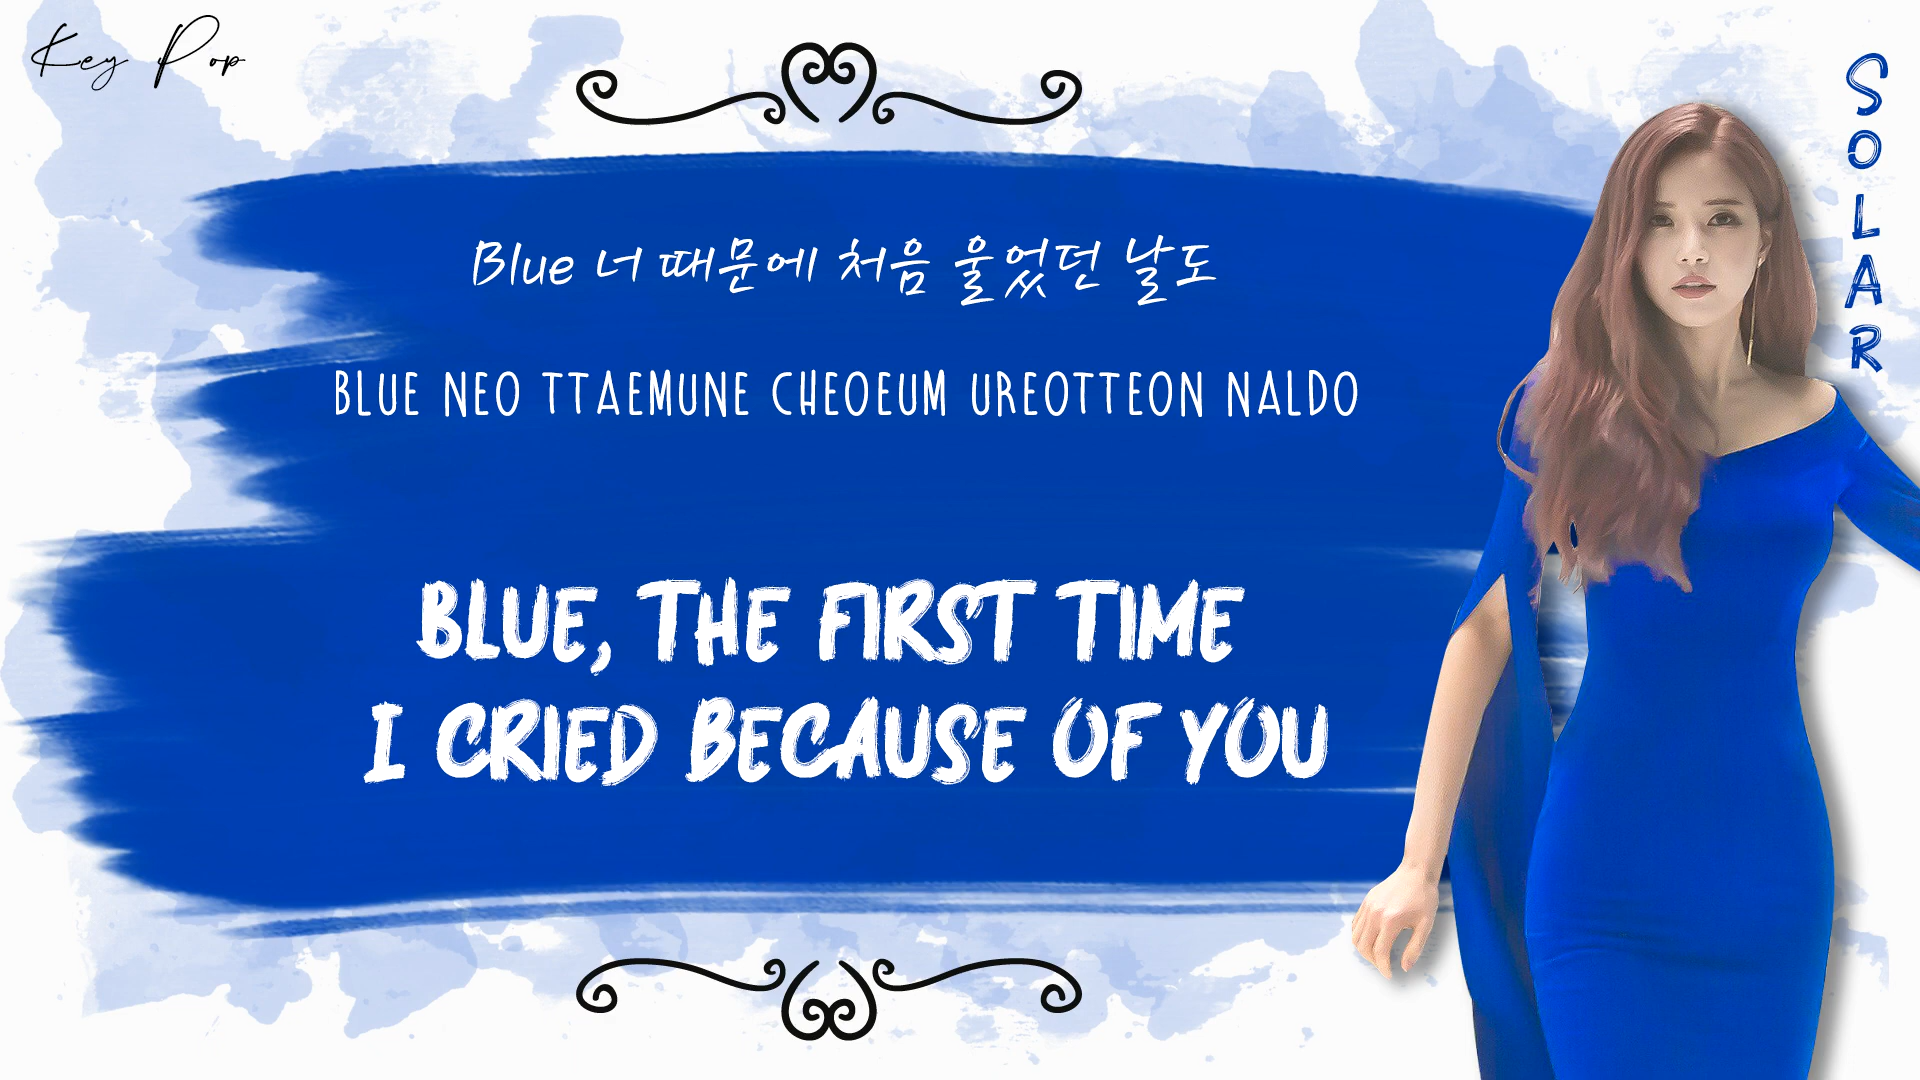 Key Pop
SOLAR
Blue 너 때문에 처음 울었던 날도
BLUE NEO TTAEMUNE CHEOEUM UREOTTEON NALDO
BLUE, THE FIRST TIME
I CRIED BECAUSE OF YOU